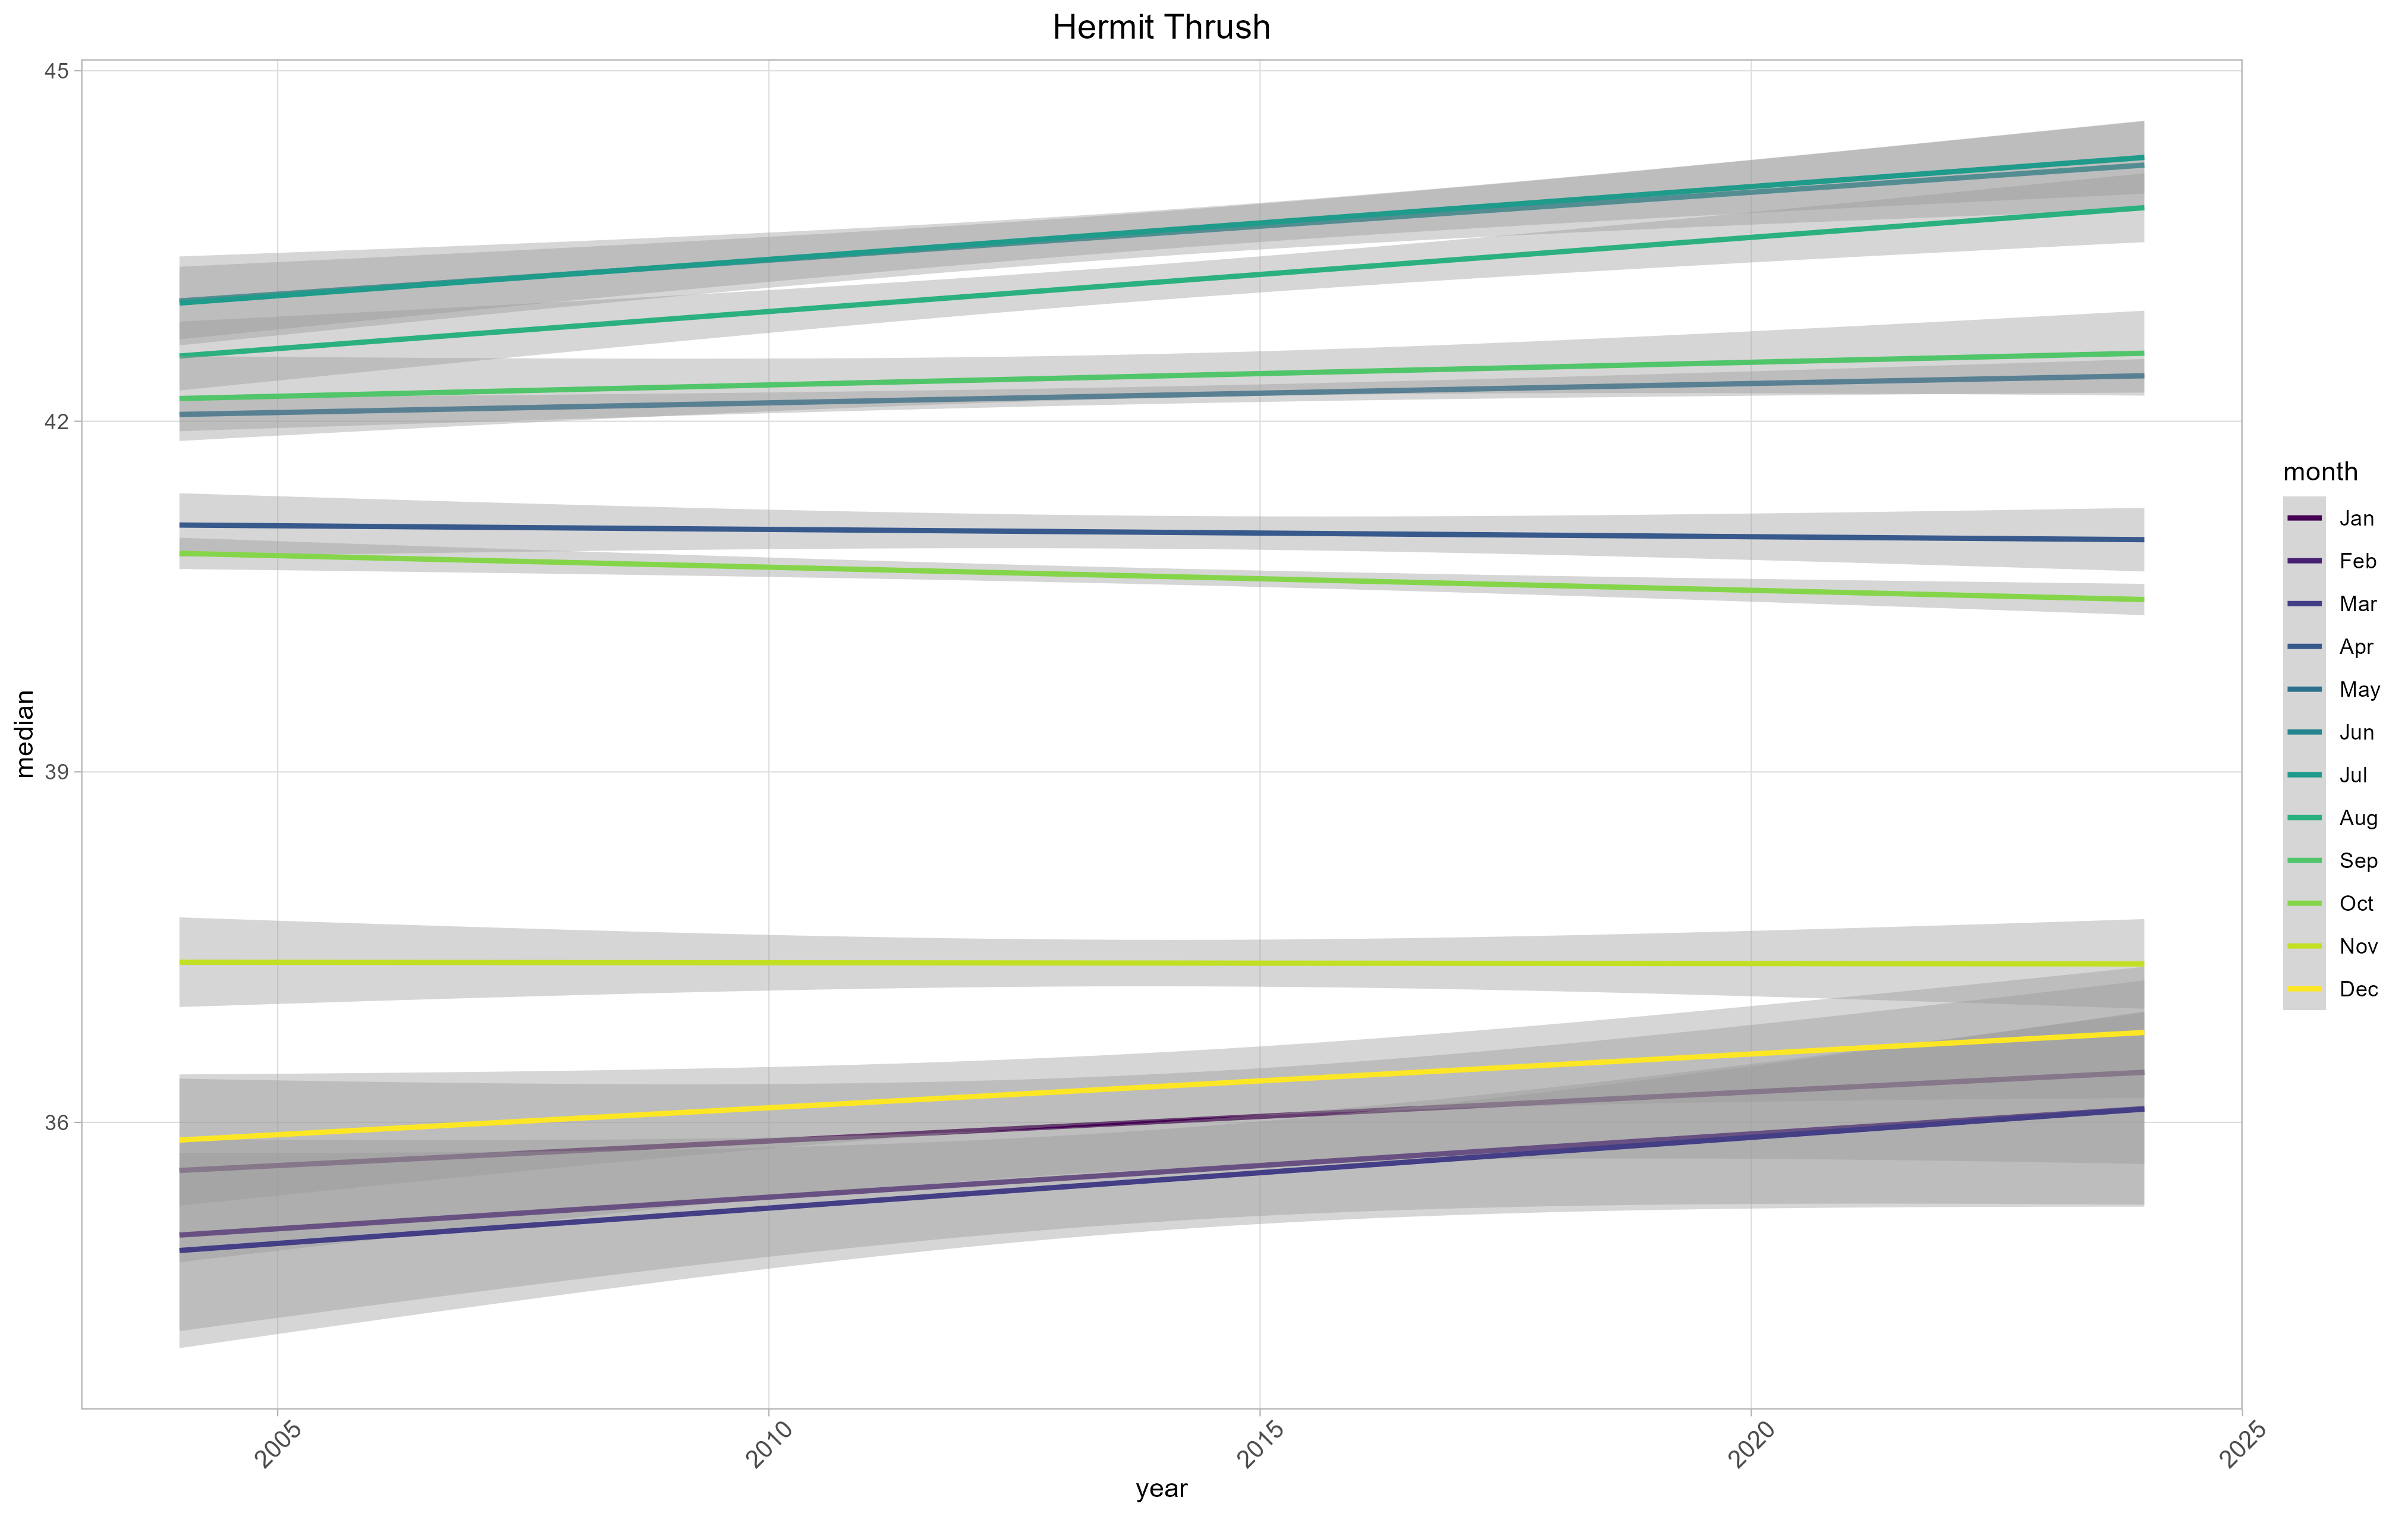 Hermit Thrush
45
42
39
36
median
2005
2010
2015
2020
2025
year
month
Jan
Feb
Mar
Apr
May
Jun
Jul
Aug
Sep
Oct
Nov
Dec